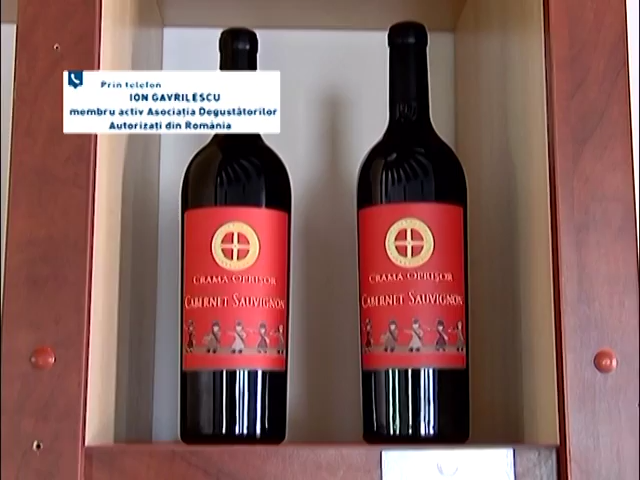 Prin telefon
ION GAVRILESCU
membru activ Asociația Degustătorilor
Autorizați din România
CRAMA OPRIȘOR
CABERNET SAUVIGNON
CRAMA OPRIȘOR
CABERNET SAUVIGNON